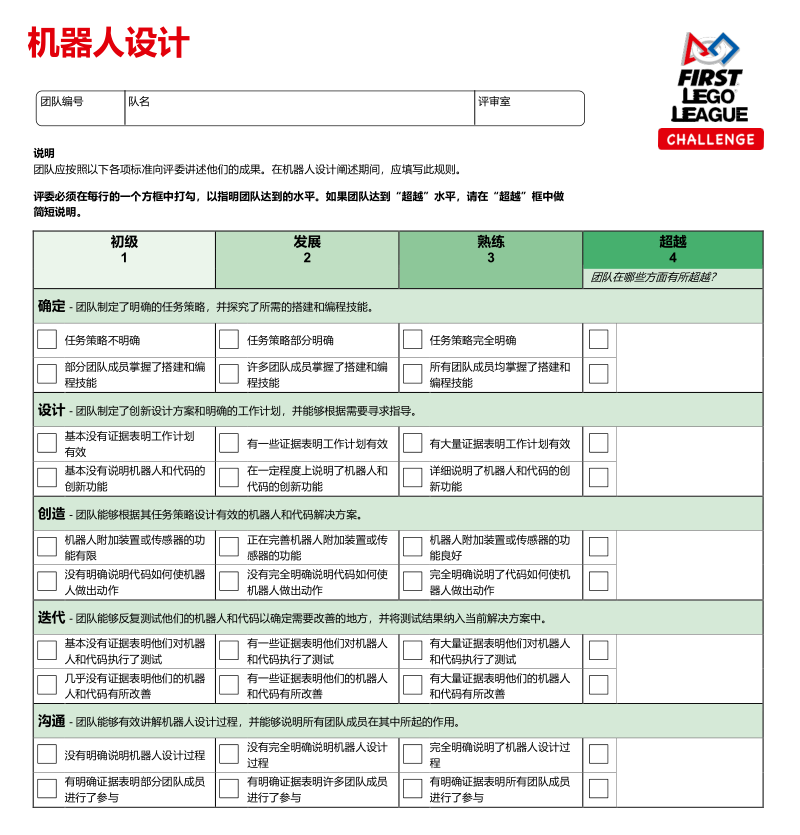 机器人设计
FIRST
LEGO
LEAGUE
CHALLENGE
团队编号 队名 评审室
说明
团队应按照以下各项标准向评委讲述他们的成果。在机器人设计阐述期间，应填写此规则。
评委必须在每行的一个方框中打勾，以指明团队达到的水平。如果团队达到“超越”水平，请在“超越”框中做
简短说明。
初级 发展 熟练 超越
1 2 3 4
团队在哪些方面有所超越？
确定 - 团队制定了明确的任务策略，并探究了所需的搭建和编程技能。
任务策略不明确
任务策略部分明确
任务策略完全明确
部分团队成员掌握了搭建和编
程技能
许多团队成员掌握了搭建和编
程技能
所有团队成员均掌握了搭建和
编程技能
设计 - 团队制定了创新设计方案和明确的工作计划，并能够根据需要寻求指导。
基本没有证据表明工作计划
有效
有一些证据表明工作计划有效
有大量证据表明工作计划有效
基本没有说明机器人和代码的
创新功能
在一定程度上说明了机器人和
代码的创新功能
详细说明了机器人和代码的创
新功能
创造 - 团队能够根据其任务策略设计有效的机器人和代码解决方案。
机器人附加装置或传感器的功
能有限
正在完善机器人附加装置或传
感器的功能
机器人附加装置或传感器的功
能良好
没有明确说明代码如何使机器
人做出动作
没有完全明确说明代码如何使
机器人做出动作
完全明确说明了代码如何使机
器人做出动作
迭代 - 团队能够反复测试他们的机器人和代码以确定需要改善的地方，并将测试结果纳入当前解决方案中。
基本没有证据表明他们对机器
人和代码执行了测试
有一些证据表明他们对机器人
和代码执行了测试
有大量证据表明他们对机器人
和代码执行了测试
几乎没有证据表明他们的机器
人和代码有所改善
有一些证据表明他们的机器人
和代码有所改善
有大量证据表明他们的机器人
和代码有所改善
沟通 - 团队能够有效讲解机器人设计过程，并能够说明所有团队成员在其中所起的作用。
没有明确说明机器人设计过程
没有完全明确说明机器人设计
过程
完全明确说明了机器人设计过
程
有明确证据表明部分团队成员
进行了参与
有明确证据表明许多团队成员
进行了参与
有明确证据表明所有团队成员
进行了参与